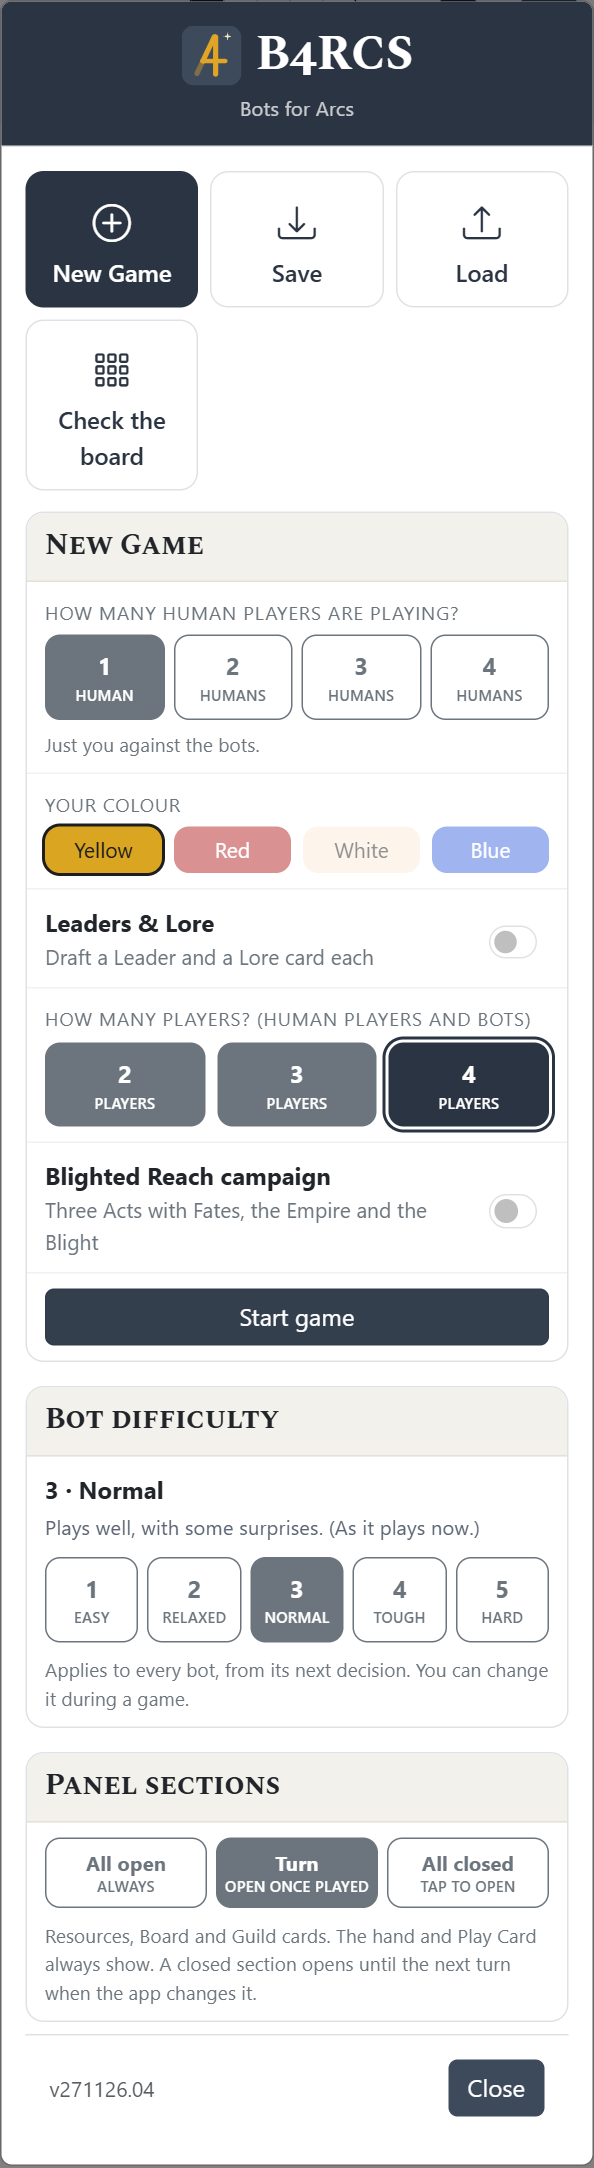 B4RCS
Bots for Arcs
New Game
Save
Load
Check the
board
New Game
HOW MANY HUMAN PLAYERS ARE PLAYING?
1
HUMAN
2
HUMANS
3
HUMANS
4
HUMANS
Just you against the bots.
YOUR COLOUR
Yellow
Red
White
Blue
Leaders & Lore
Draft a Leader and a Lore card each
HOW MANY PLAYERS? (HUMAN PLAYERS AND BOTS)
2
PLAYERS
3
PLAYERS
4
PLAYERS
Blighted Reach campaign
Three Acts with Fates, the Empire and the
Blight
Start game
Bot difficulty
3 · Normal
Plays well, with some surprises. (As it plays now.)
1
EASY
2
RELAXED
3
NORMAL
4
TOUGH
5
HARD
Applies to every bot, from its next decision. You can change
it during a game.
Panel sections
All open
ALWAYS
Turn
OPEN ONCE PLAYED
All closed
TAP TO OPEN
Resources, Board and Guild cards. The hand and Play Card
always show. A closed section opens until the next turn
when the app changes it.
v271126.04
Close